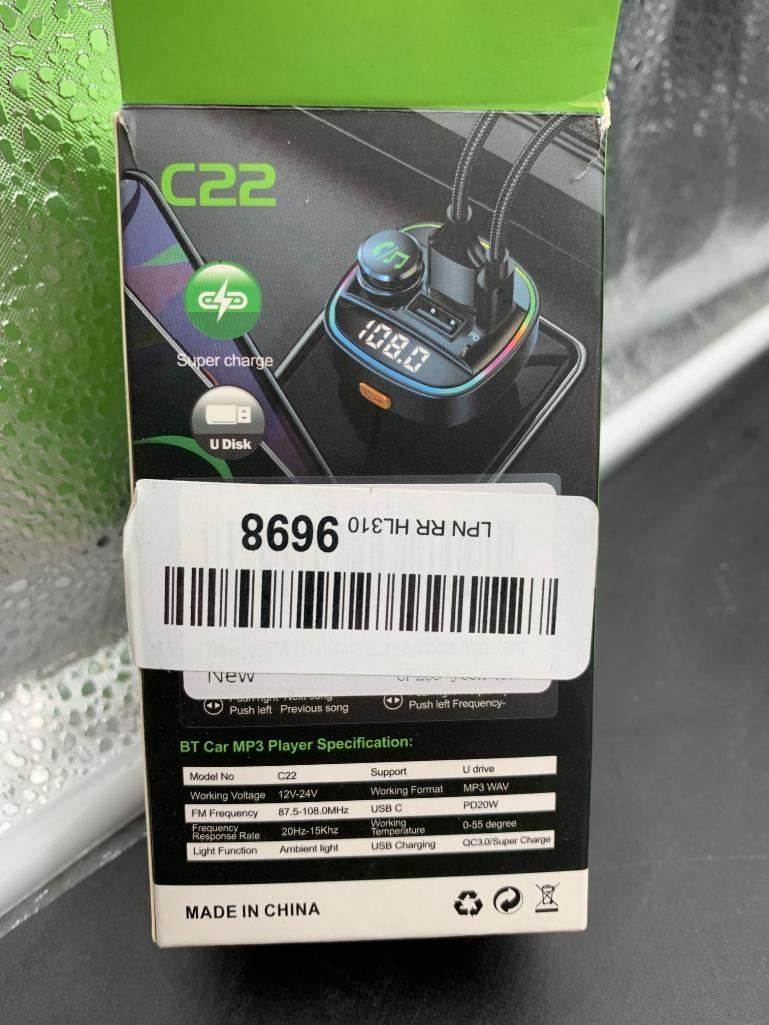 C22
108.0
Super charge
U Disk
LPN RR HL310 9698
New
Push right Next song
Push left Previous song
Push left Frequency-
BT Car MP3 Player Specification:
Model No C22 Support U drive
Working Voltage 12V-24V Working Format MP3 WAV
FM Frequency 87.5-108.0MHz USB C PD20W
Frequency Response Rate 20Hz-15Khz Working Temperature 0-55 degree
Light Function Ambient light USB Charging QC3.0/Super Charge
MADE IN CHINA